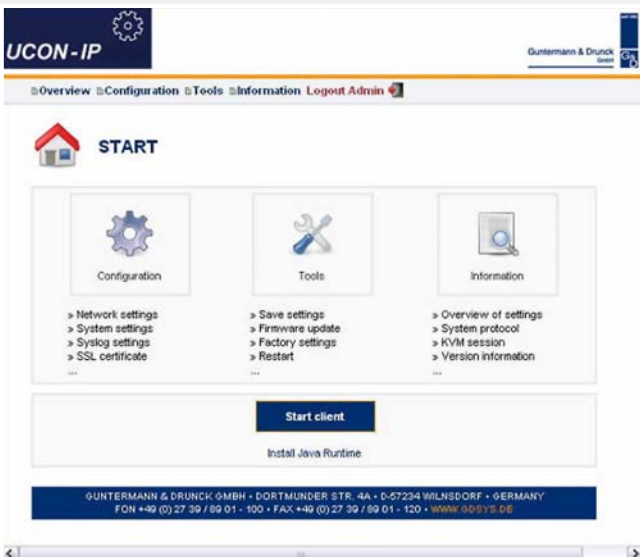 UCON-IP
Guntermann & Drunck
GmbH
G&D
Overview Configuration Tools Information Logout Admin
START
Configuration
Tools
Information
» Network settings
» System settings
» Syslog settings
» SSL certificate
...
» Save settings
» Firmware update
» Factory settings
» Restart
...
» Overview of settings
» System protocol
» KVM session
» Version information
...
Start client
Install Java Runtime
GUNTERMANN & DRUNCK GMBH • DORTMUNDER STR. 4A • D-57234 WILNSDORF • GERMANY
FON +49 (0) 27 39 / 89 01 - 100 • FAX +49 (0) 27 39 / 89 01 - 120 • WWW.GDSYS.DE